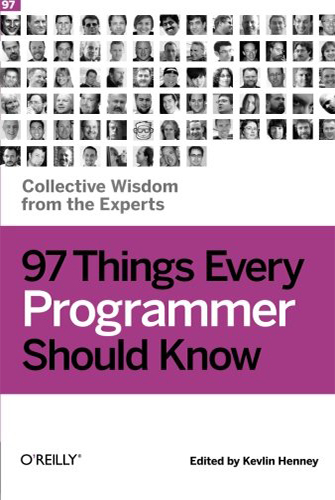 97
Collective Wisdom
from the Experts
97 Things Every
Programmer
Should Know
O'REILLY®
Edited by Kevlin Henney